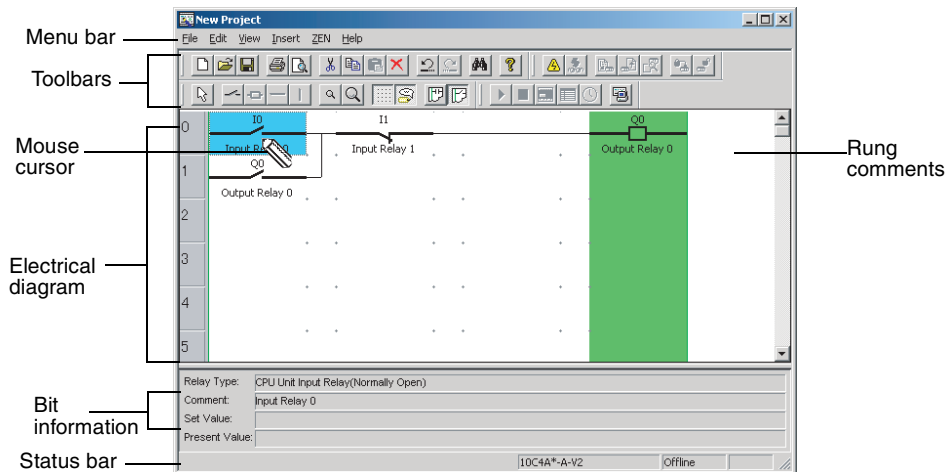 New Project
Menu bar
File Edit View Insert ZEN Help
Toolbars
Electrical diagram
Mouse cursor
Rung comments
0
I0
I1
Q0
Input Relay 0
Input Relay 1
Output Relay 0
1
Q0
Output Relay 0
2
3
4
5
Bit information
Relay Type: CPU Unit Input Relay(Normally Open)
Comment: Input Relay 0
Set Value:
Present Value:
Status bar
10C4A*-A-V2 Offline